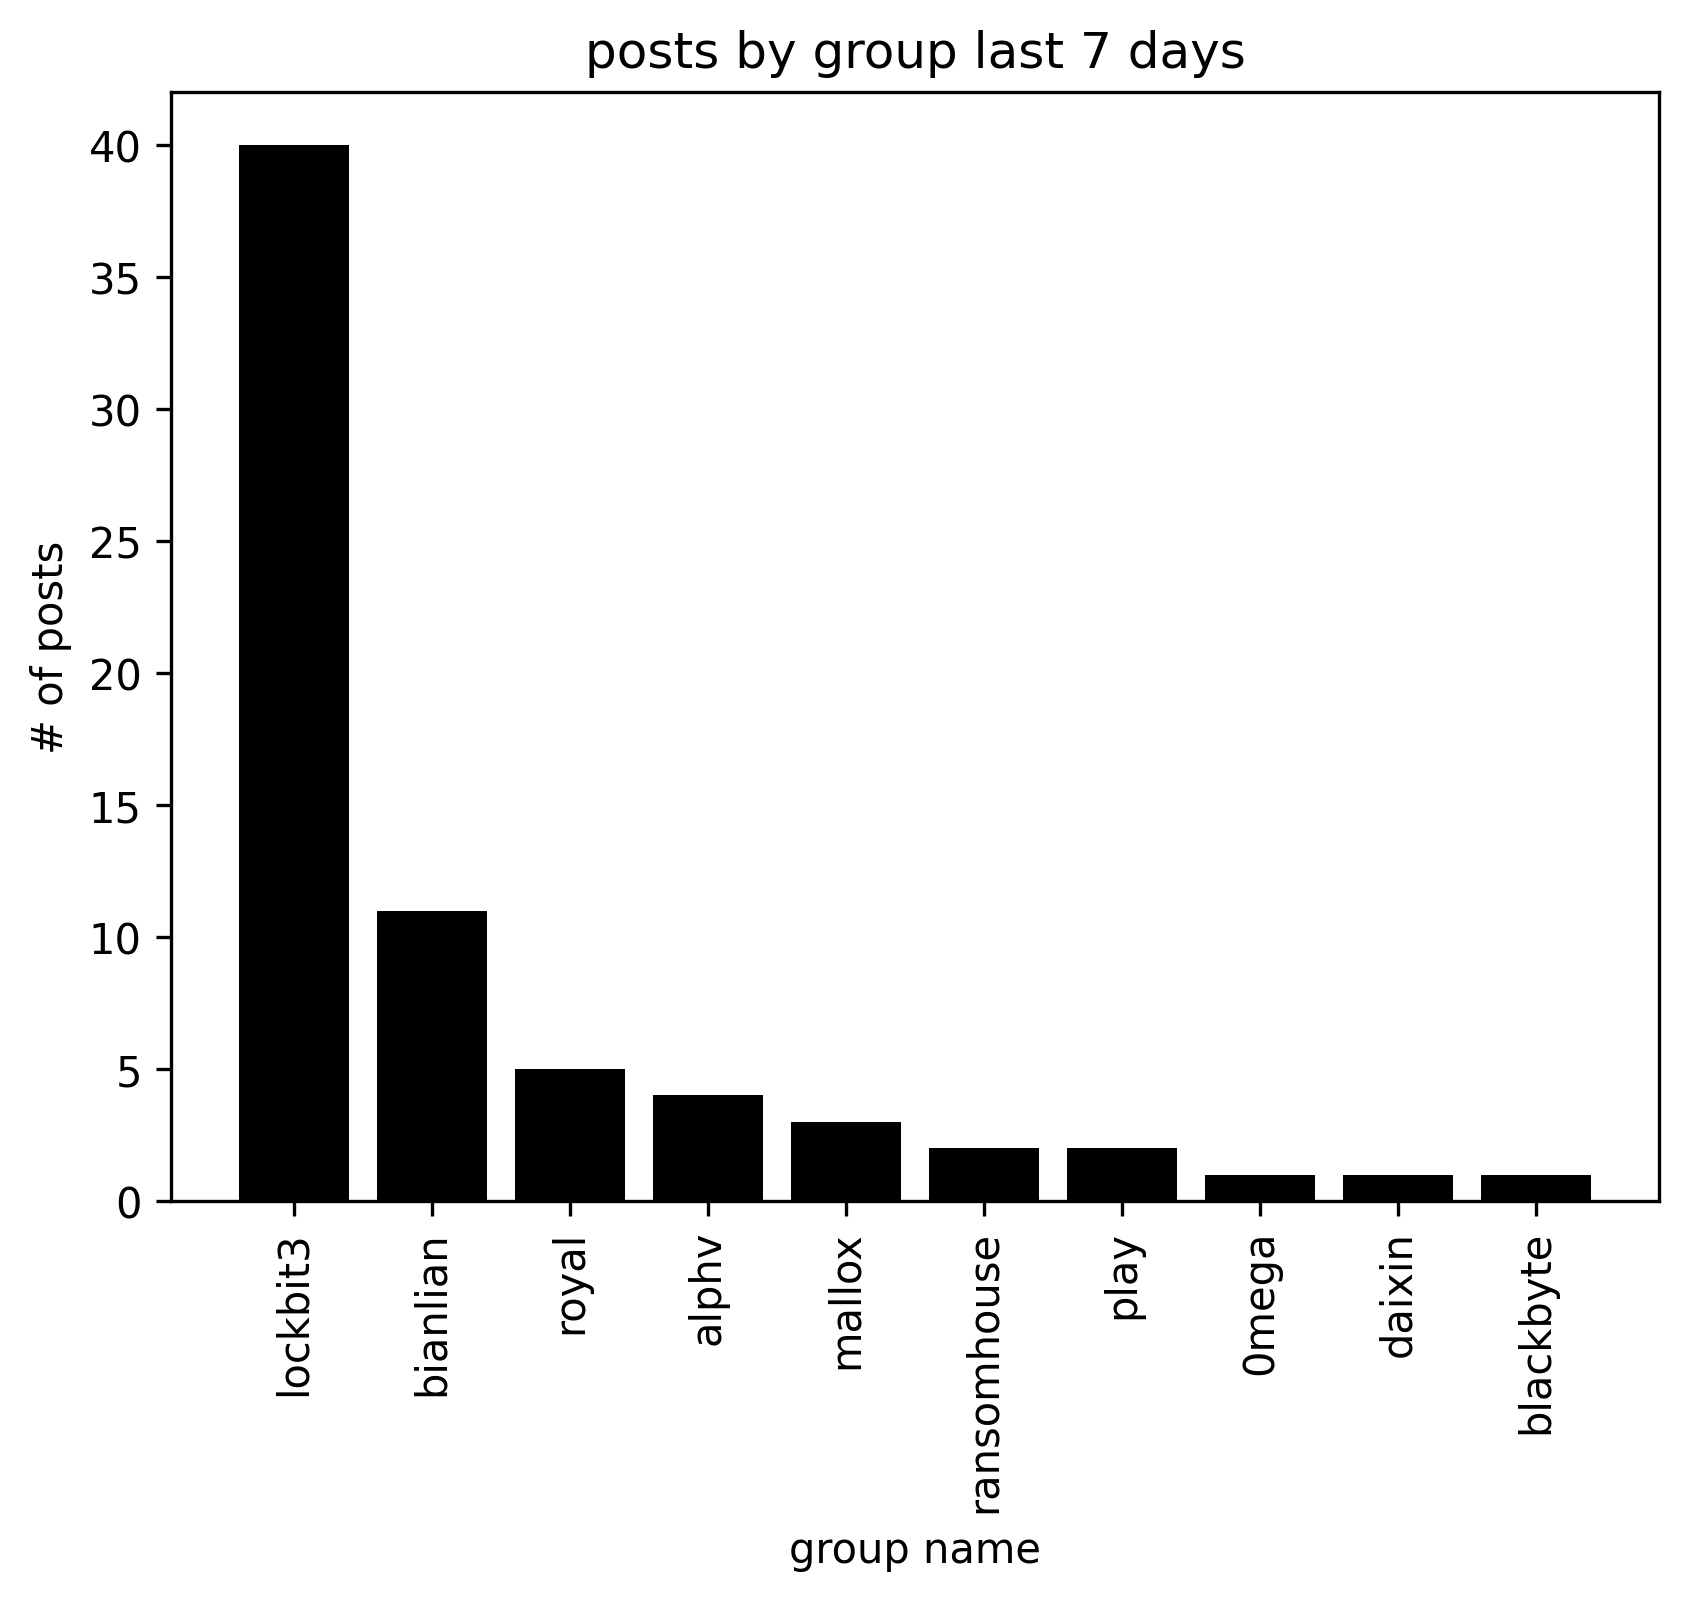 posts by group last 7 days
# of posts
40
35
30
25
20
15
10
5
0
lockbit3
bianlian
royal
alphv
mallox
ransomhouse
play
0mega
daixin
blackbyte
group name